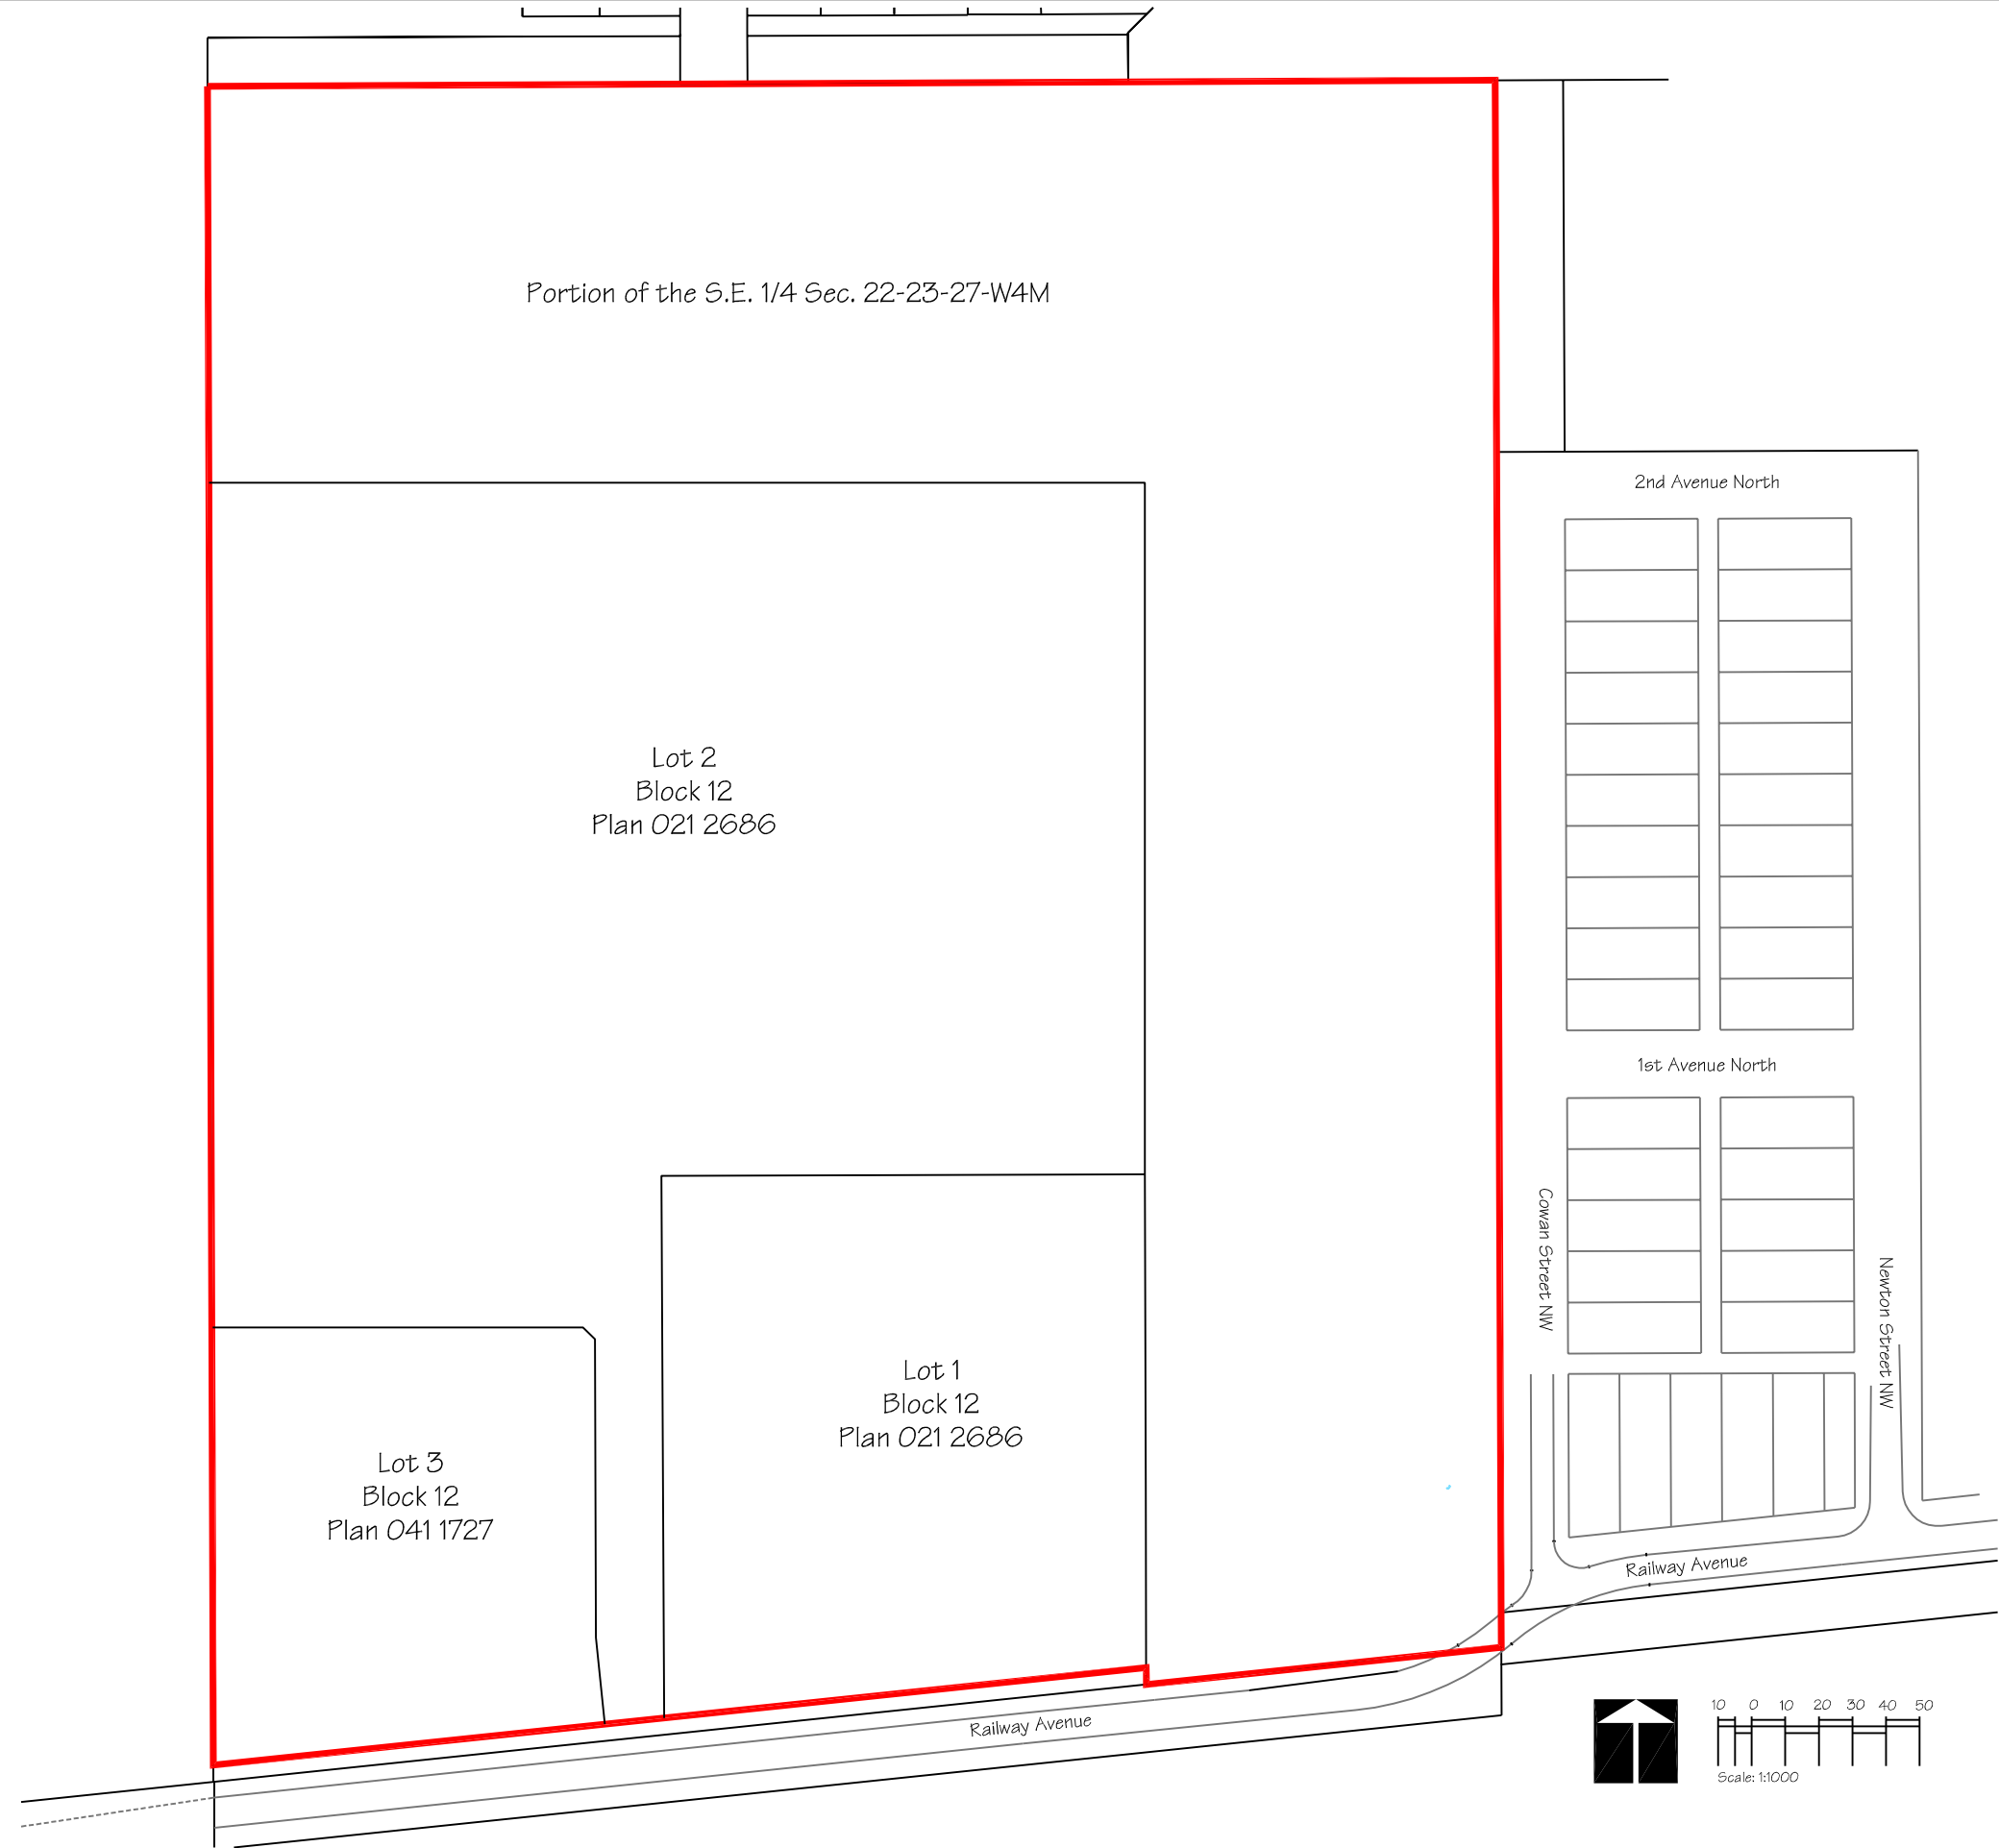 Portion of the S.E. 1/4 Sec. 22-23-27-W4M
2nd Avenue North
Lot 2
Block 12
Plan 021 2686
1st Avenue North
Cowan Street NW
Newton Street NW
Lot 1
Block 12
Plan 021 2686
Lot 3
Block 12
Plan 041 1727
Railway Avenue
Railway Avenue
10 0 10 20 30 40 50
Scale: 1:1000